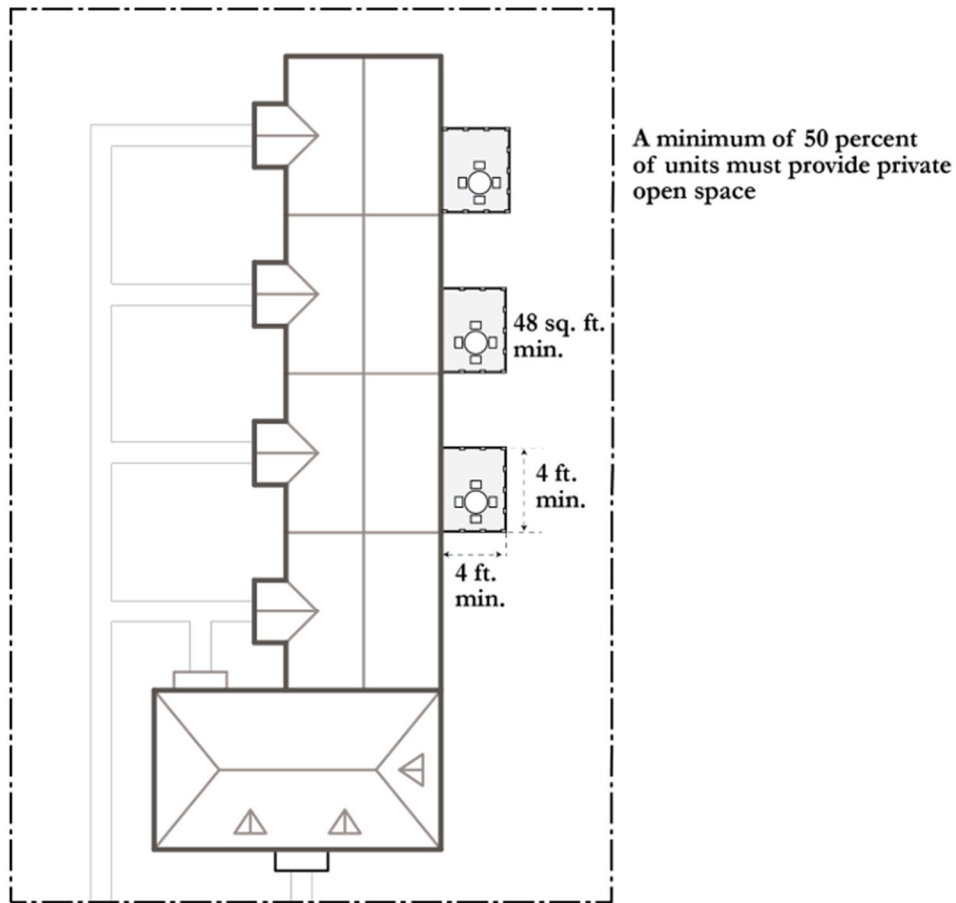 A minimum of 50 percent
of units must provide private
open space
48 sq. ft.
min.
4 ft.
min.
4 ft.
min.